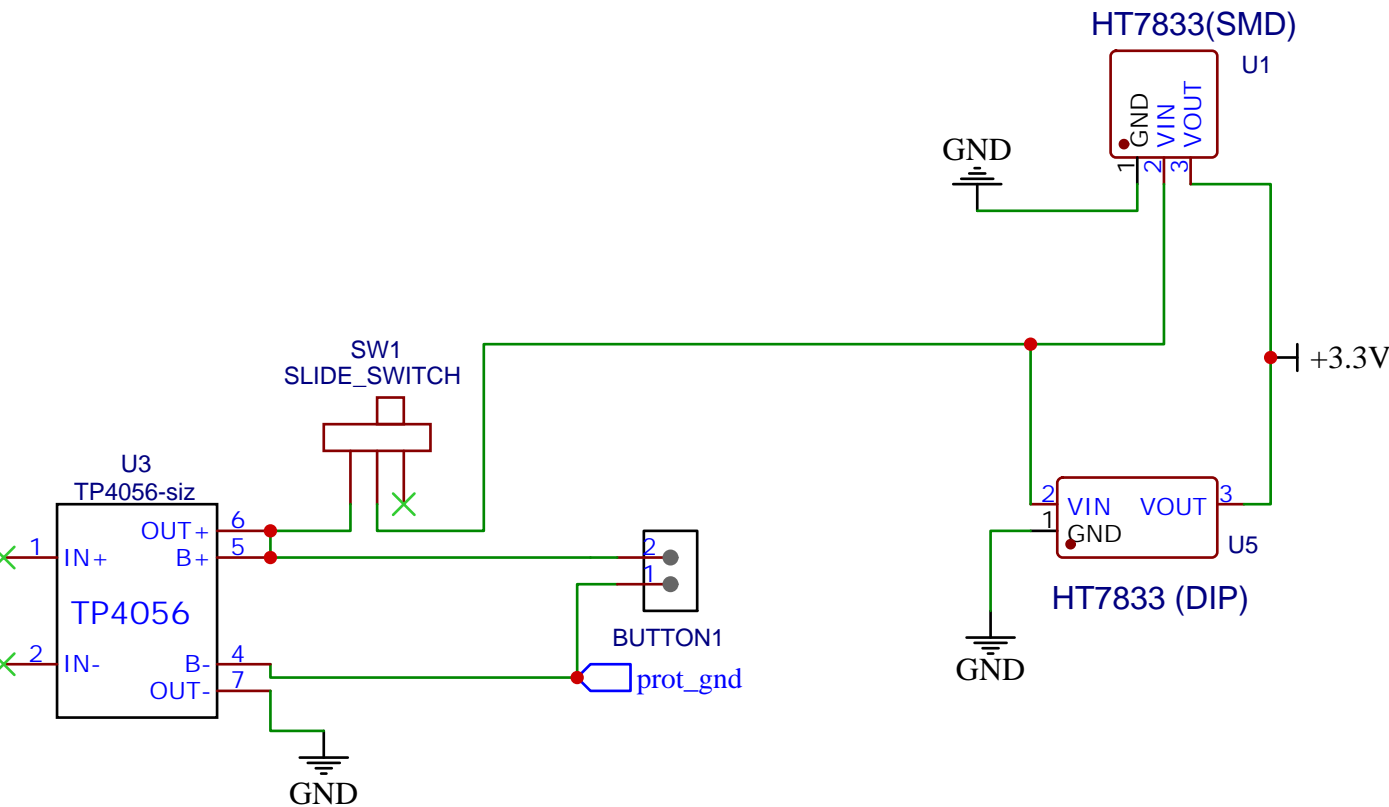 HT7833(SMD)
U1
GND
VIN
VOUT
1
2
3
GND
+3.3V
SW1
SLIDE_SWITCH
U3
TP4056-siz
OUT+ 6
B+ 5
1 IN+
TP4056
2 IN-
B- 4
OUT- 7
GND
2
1
BUTTON1
prot_gnd
2 VIN
VOUT 3
1 GND
U5
HT7833 (DIP)
GND